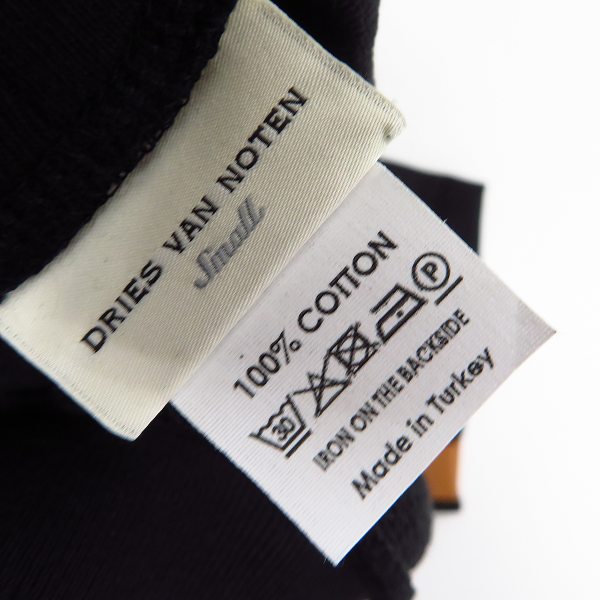 DRIES VAN NOTEN
Small
100% COTTON
30 P
IRON ON THE BACKSIDE
Made in Turkey